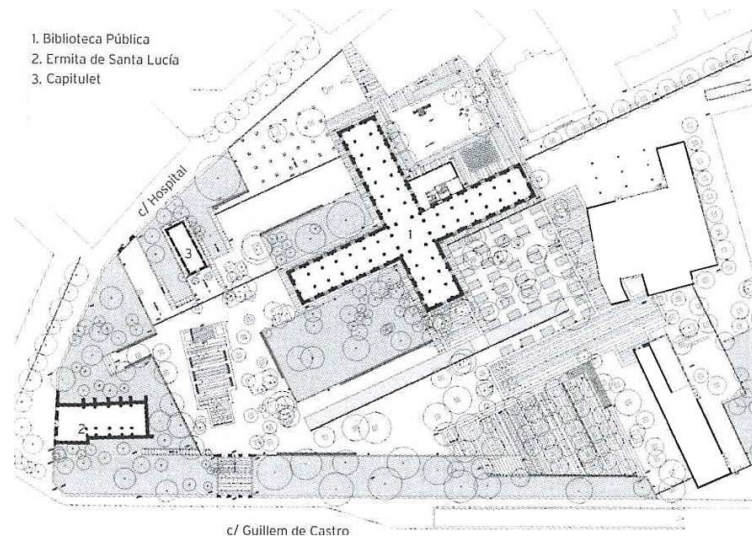 1. Biblioteca Pública
2. Ermita de Santa Lucía
3. Capitulet
c/ Hospital
1
3
2
c/ Guillem de Castro